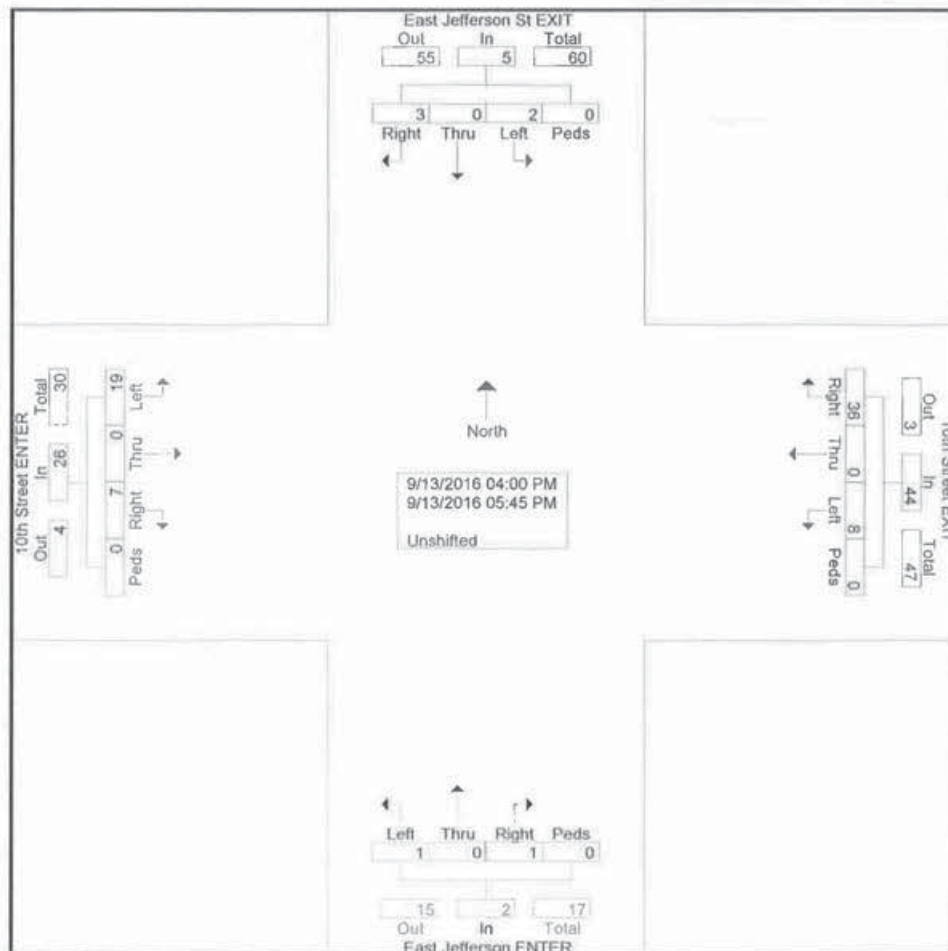 East Jefferson St EXIT
Out In Total
55 5 60
3 0 2 0
Right Thru Left Peds
10th Street ENTER
Total In Out
30 26 4
19 0 7 0
Left Thru Right Peds
North
9/13/2016 04:00 PM
9/13/2016 05:45 PM
Unshifted
Right Thru Left Peds
36 0 8 0
Out In Total
3 44 47
10th Street EXIT
Left Thru Right Peds
1 0 1 0
15 2 17
Out In Total
East Jefferson ENTER